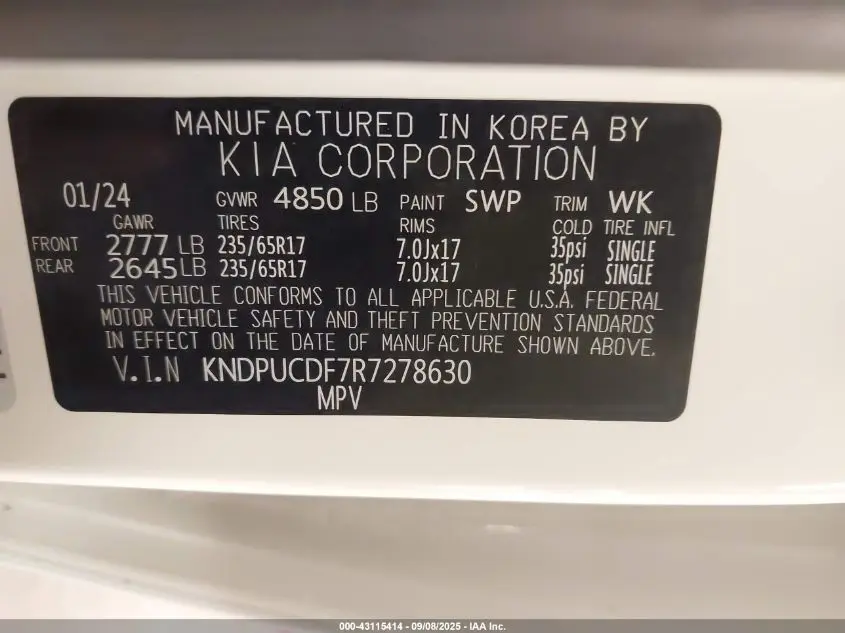 MANUFACTURED IN KOREA BY
KIA CORPORATION
01/24 GVWR 4850 LB PAINT SWP TRIM WK
GAWR TIRES RIMS COLD TIRE INFL
FRONT 2777 LB 235/65R17 7.0Jx17 35psi SINGLE
REAR 2645 LB 235/65R17 7.0Jx17 35psi SINGLE
THIS VEHICLE CONFORMS TO ALL APPLICABLE U.S.A. FEDERAL
MOTOR VEHICLE SAFETY AND THEFT PREVENTION STANDARDS
IN EFFECT ON THE DATE OF MANUFACTURE SHOWN ABOVE.
V.I.N KNDPUCDF7R7278630
MPV
000-43115414 - 09/08/2025 - IAA Inc.